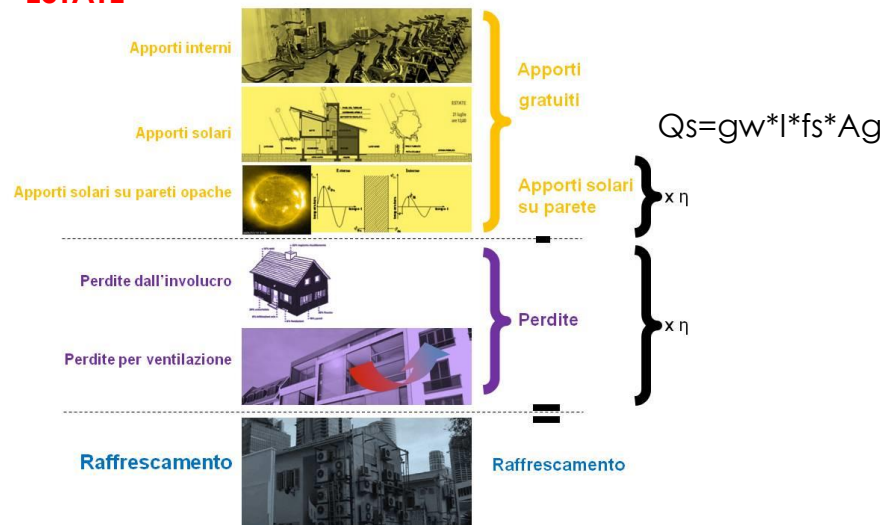 ESTATE
Apporti interni
Apporti solari
ESTATE
Apporti
gratuiti
Qs=gw*I*fs*Ag
Apporti solari su pareti opache
Apporti solari
su parete
x η
-
Perdite dall'involucro
Perdite per ventilazione
Perdite
x η
=
Raffrescamento
Raffrescamento